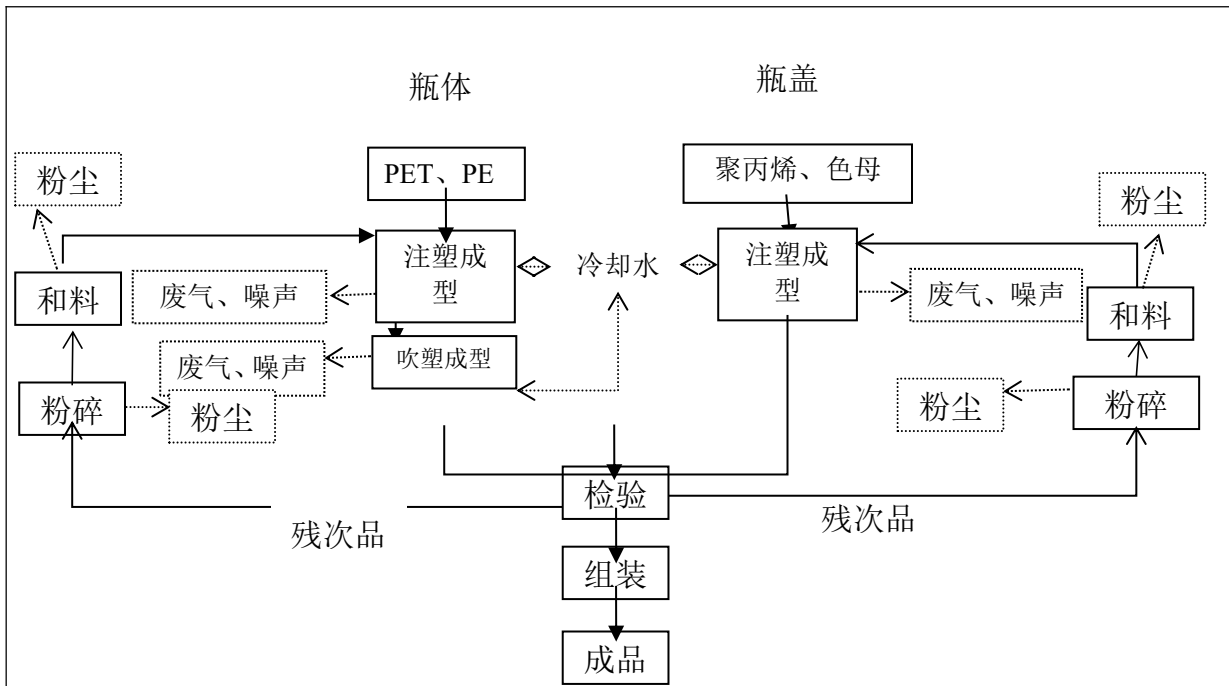 瓶体
瓶盖
粉尘
PET、PE
聚丙烯、色母
粉尘
注塑成
型
冷却水
注塑成
型
和料
废气、噪声
废气、噪声
和料
吹塑成型
废气、噪声
粉碎
粉尘
粉尘
粉碎
检验
残次品
残次品
组装
成品